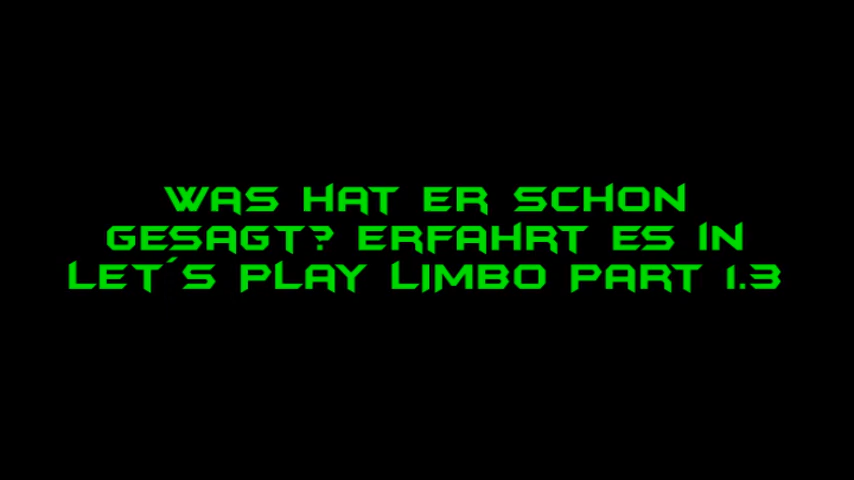 WAS HAT ER SCHON
GESAGT? ERFAHRT ES IN
LET´S PLAY LIMBO PART 1.3